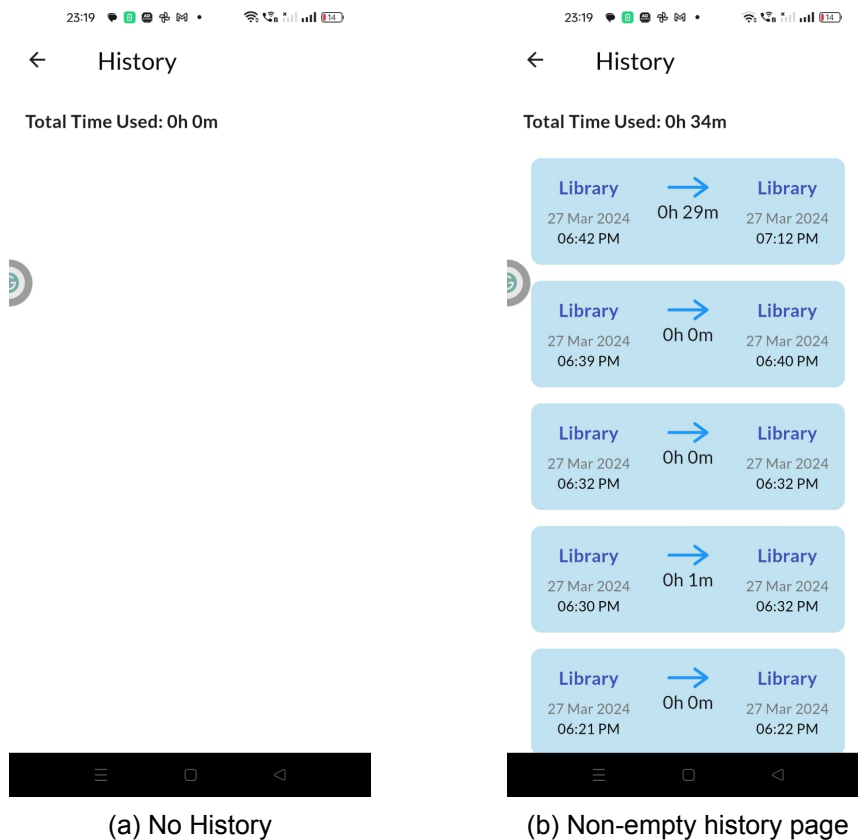 23:19
14
History
Total Time Used: 0h 0m
(a) No History
23:19
14
History
Total Time Used: 0h 34m
Library Library
0h 29m
27 Mar 2024 27 Mar 2024
06:42 PM 07:12 PM
Library Library
0h 0m
27 Mar 2024 27 Mar 2024
06:39 PM 06:40 PM
Library Library
0h 0m
27 Mar 2024 27 Mar 2024
06:32 PM 06:32 PM
Library Library
0h 1m
27 Mar 2024 27 Mar 2024
06:30 PM 06:32 PM
Library Library
0h 0m
27 Mar 2024 27 Mar 2024
06:21 PM 06:22 PM
(b) Non-empty history page